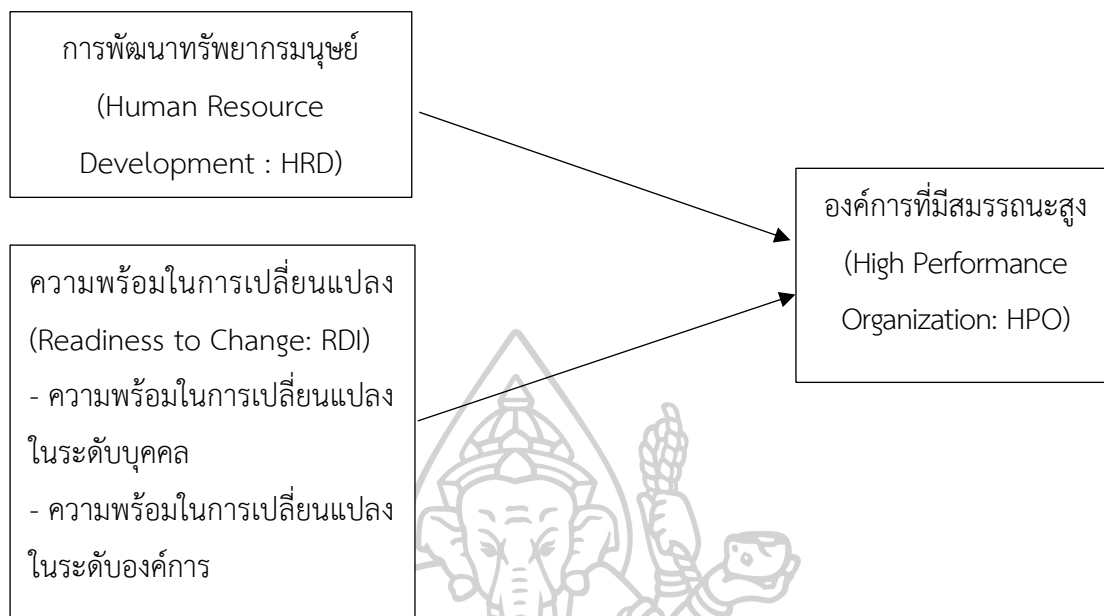 การพัฒนาทรัพยากรมนุษย์
(Human Resource
Development : HRD)
ความพร้อมในการเปลี่ยนแปลง
(Readiness to Change: RDI)
- ความพร้อมในการเปลี่ยนแปลง
ในระดับบุคคล
- ความพร้อมในการเปลี่ยนแปลง
ในระดับองค์การ
องค์การที่มีสมรรถนะสูง
(High Performance
Organization: HPO)